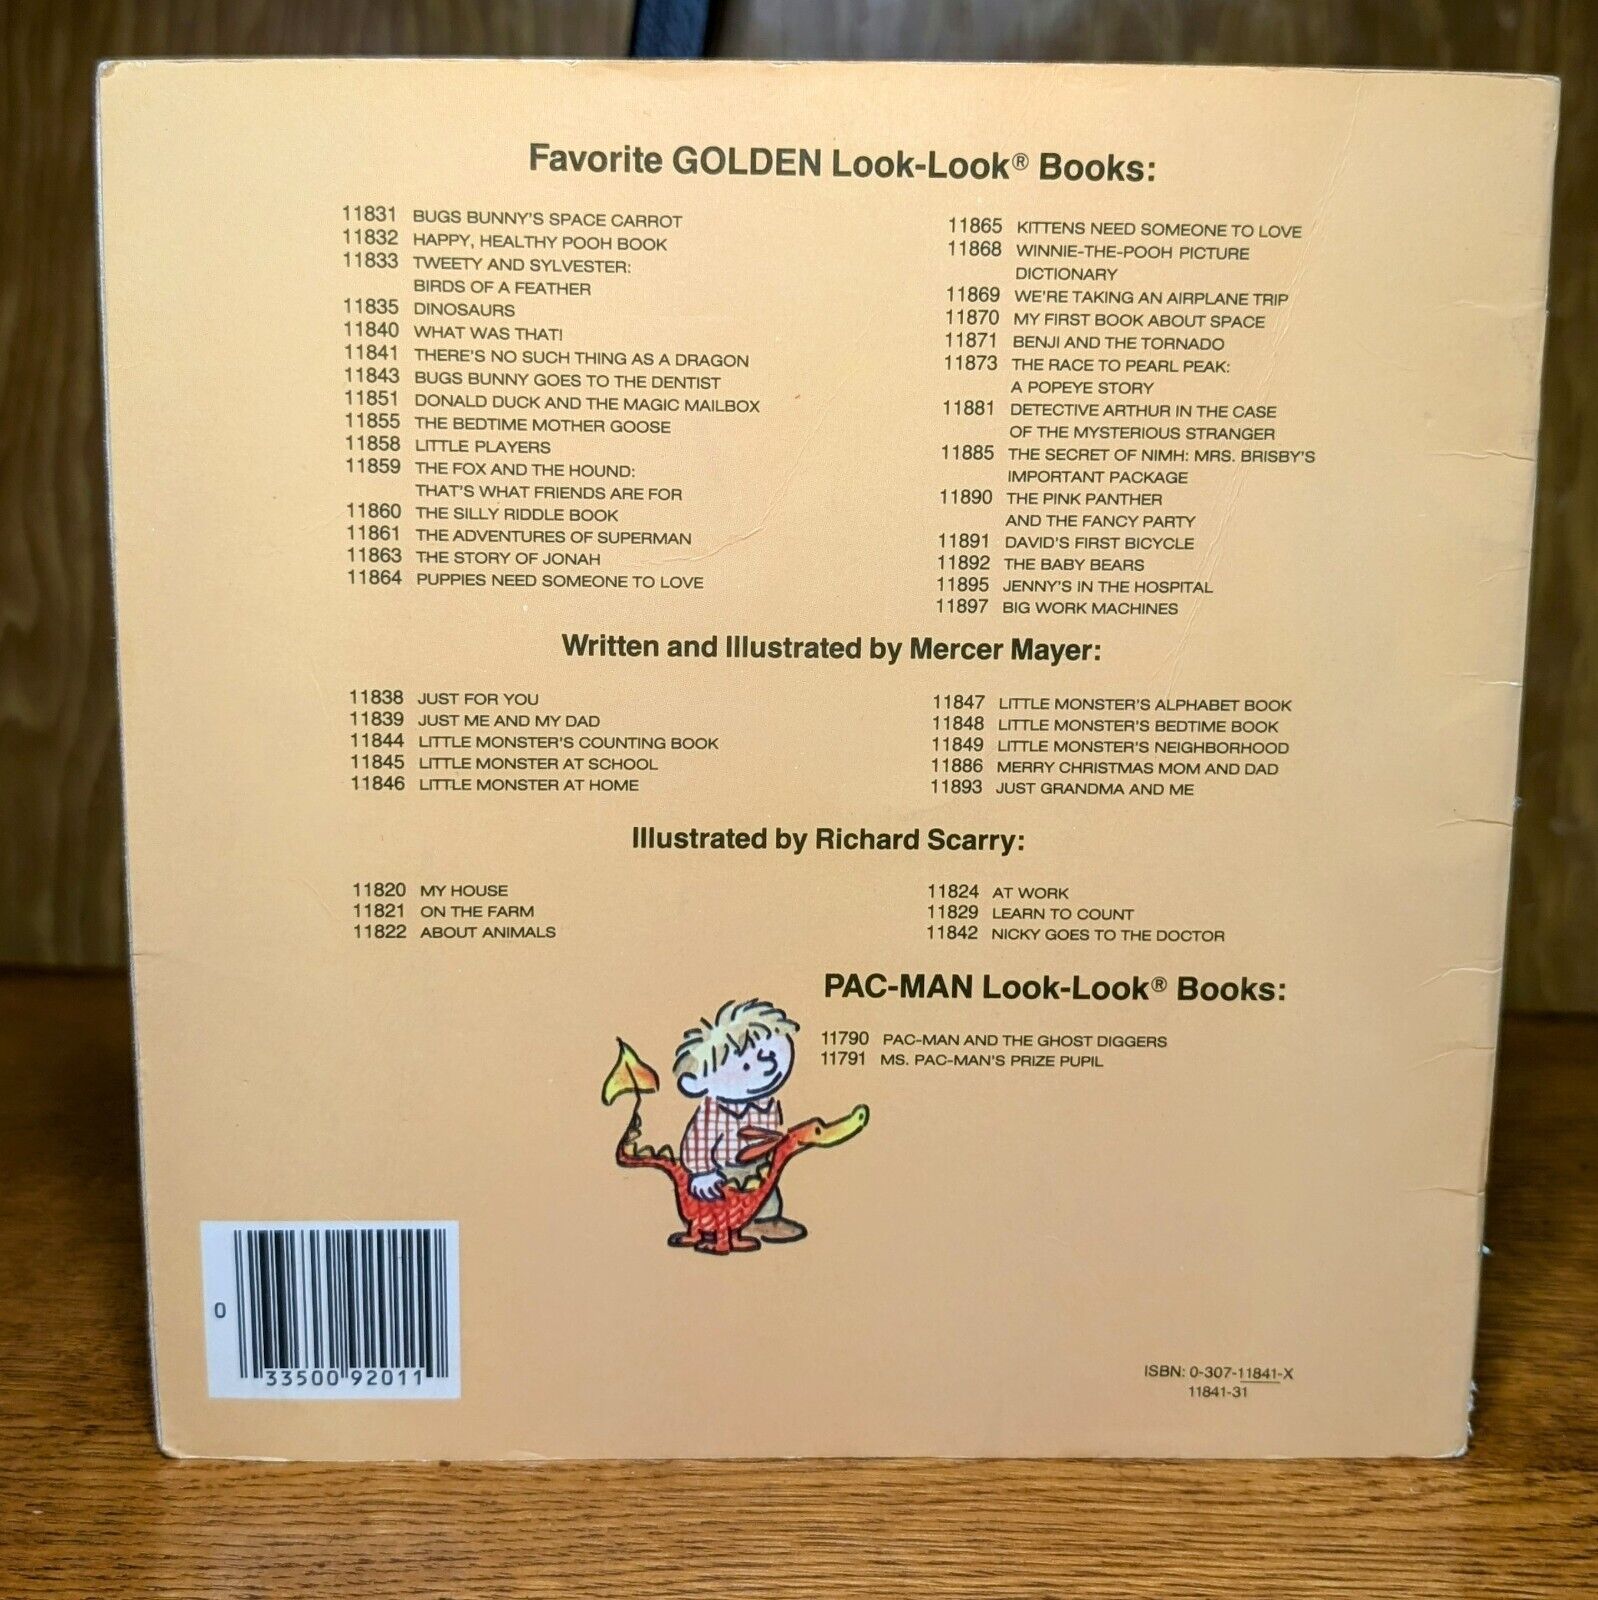 Favorite GOLDEN Look-Look® Books:
11831 BUGS BUNNY'S SPACE CARROT
11832 HAPPY, HEALTHY POOH BOOK
11833 TWEETY AND SYLVESTER:
BIRDS OF A FEATHER
11835 DINOSAURS
11840 WHAT WAS THAT!
11841 THERE'S NO SUCH THING AS A DRAGON
11843 BUGS BUNNY GOES TO THE DENTIST
11851 DONALD DUCK AND THE MAGIC MAILBOX
11855 THE BEDTIME MOTHER GOOSE
11858 LITTLE PLAYERS
11859 THE FOX AND THE HOUND:
THAT'S WHAT FRIENDS ARE FOR
11860 THE SILLY RIDDLE BOOK
11861 THE ADVENTURES OF SUPERMAN
11863 THE STORY OF JONAH
11864 PUPPIES NEED SOMEONE TO LOVE
11865 KITTENS NEED SOMEONE TO LOVE
11868 WINNIE-THE-POOH PICTURE
DICTIONARY
11869 WE'RE TAKING AN AIRPLANE TRIP
11870 MY FIRST BOOK ABOUT SPACE
11871 BENJI AND THE TORNADO
11873 THE RACE TO PEARL PEAK:
A POPEYE STORY
11881 DETECTIVE ARTHUR IN THE CASE
OF THE MYSTERIOUS STRANGER
11885 THE SECRET OF NIMH: MRS. BRISBY'S
IMPORTANT PACKAGE
11890 THE PINK PANTHER
AND THE FANCY PARTY
11891 DAVID'S FIRST BICYCLE
11892 THE BABY BEARS
11895 JENNY'S IN THE HOSPITAL
11897 BIG WORK MACHINES
Written and Illustrated by Mercer Mayer:
11838 JUST FOR YOU
11839 JUST ME AND MY DAD
11844 LITTLE MONSTER'S COUNTING BOOK
11845 LITTLE MONSTER AT SCHOOL
11846 LITTLE MONSTER AT HOME
11847 LITTLE MONSTER'S ALPHABET BOOK
11848 LITTLE MONSTER'S BEDTIME BOOK
11849 LITTLE MONSTER'S NEIGHBORHOOD
11886 MERRY CHRISTMAS MOM AND DAD
11893 JUST GRANDMA AND ME
Illustrated by Richard Scarry:
11820 MY HOUSE
11821 ON THE FARM
11822 ABOUT ANIMALS
11824 AT WORK
11829 LEARN TO COUNT
11842 NICKY GOES TO THE DOCTOR
PAC-MAN Look-Look® Books:
11790 PAC-MAN AND THE GHOST DIGGERS
11791 MS. PAC-MAN'S PRIZE PUPIL
0 33500 92011
ISBN: 0-307-11841-X
11841-31